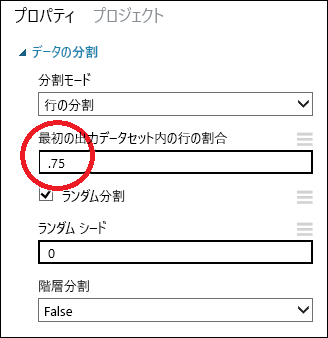 プロパティ プロジェクト
データの分割
分割モード
行の分割
最初の出力データセット内の行の割合
.75
ランダム分割
ランダム シード
0
階層分割
False